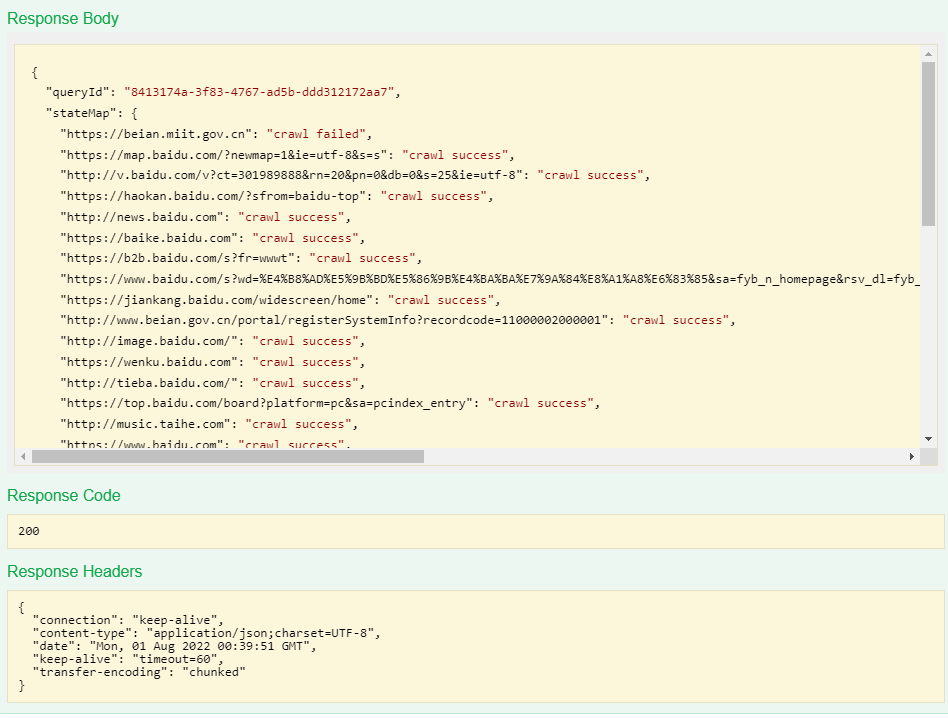 Response Body
{
"queryId": "8413174a-3f83-4767-ad5b-ddd312172aa7",
"stateMap": {
"https://beian.miit.gov.cn": "crawl failed",
"https://map.baidu.com/?newmap=1&ie=utf-8&s=s": "crawl success",
"http://v.baidu.com/v?ct=301989888&rn=20&pn=0&db=0&s=25&ie=utf-8": "crawl success",
"https://haokan.baidu.com/?sfrom=baidu-top": "crawl success",
"http://news.baidu.com": "crawl success",
"https://baike.baidu.com": "crawl success",
"https://b2b.baidu.com/s?fr=wwwt": "crawl success",
"https://www.baidu.com/s?wd=%E4%B8%AD%E5%9B%BD%E5%86%9B%E4%BA%BA%E7%9A%84%E8%A1%A8%E6%83%85&sa=fyb_n_homepage&rsv_dl=fyb_
"https://jiankang.baidu.com/widescreen/home": "crawl success",
"http://www.beian.gov.cn/portal/registerSystemInfo?recordcode=11000002000001": "crawl success",
"http://image.baidu.com/": "crawl success",
"https://wenku.baidu.com": "crawl success",
"http://tieba.baidu.com/": "crawl success",
"https://top.baidu.com/board?platform=pc&sa=pcindex_entry": "crawl success",
"http://music.taihe.com": "crawl success",
"https://www.baidu.com": "crawl success",
Response Code
200
Response Headers
{
"connection": "keep-alive",
"content-type": "application/json;charset=UTF-8",
"date": "Mon, 01 Aug 2022 00:39:51 GMT",
"keep-alive": "timeout=60",
"transfer-encoding": "chunked"
}